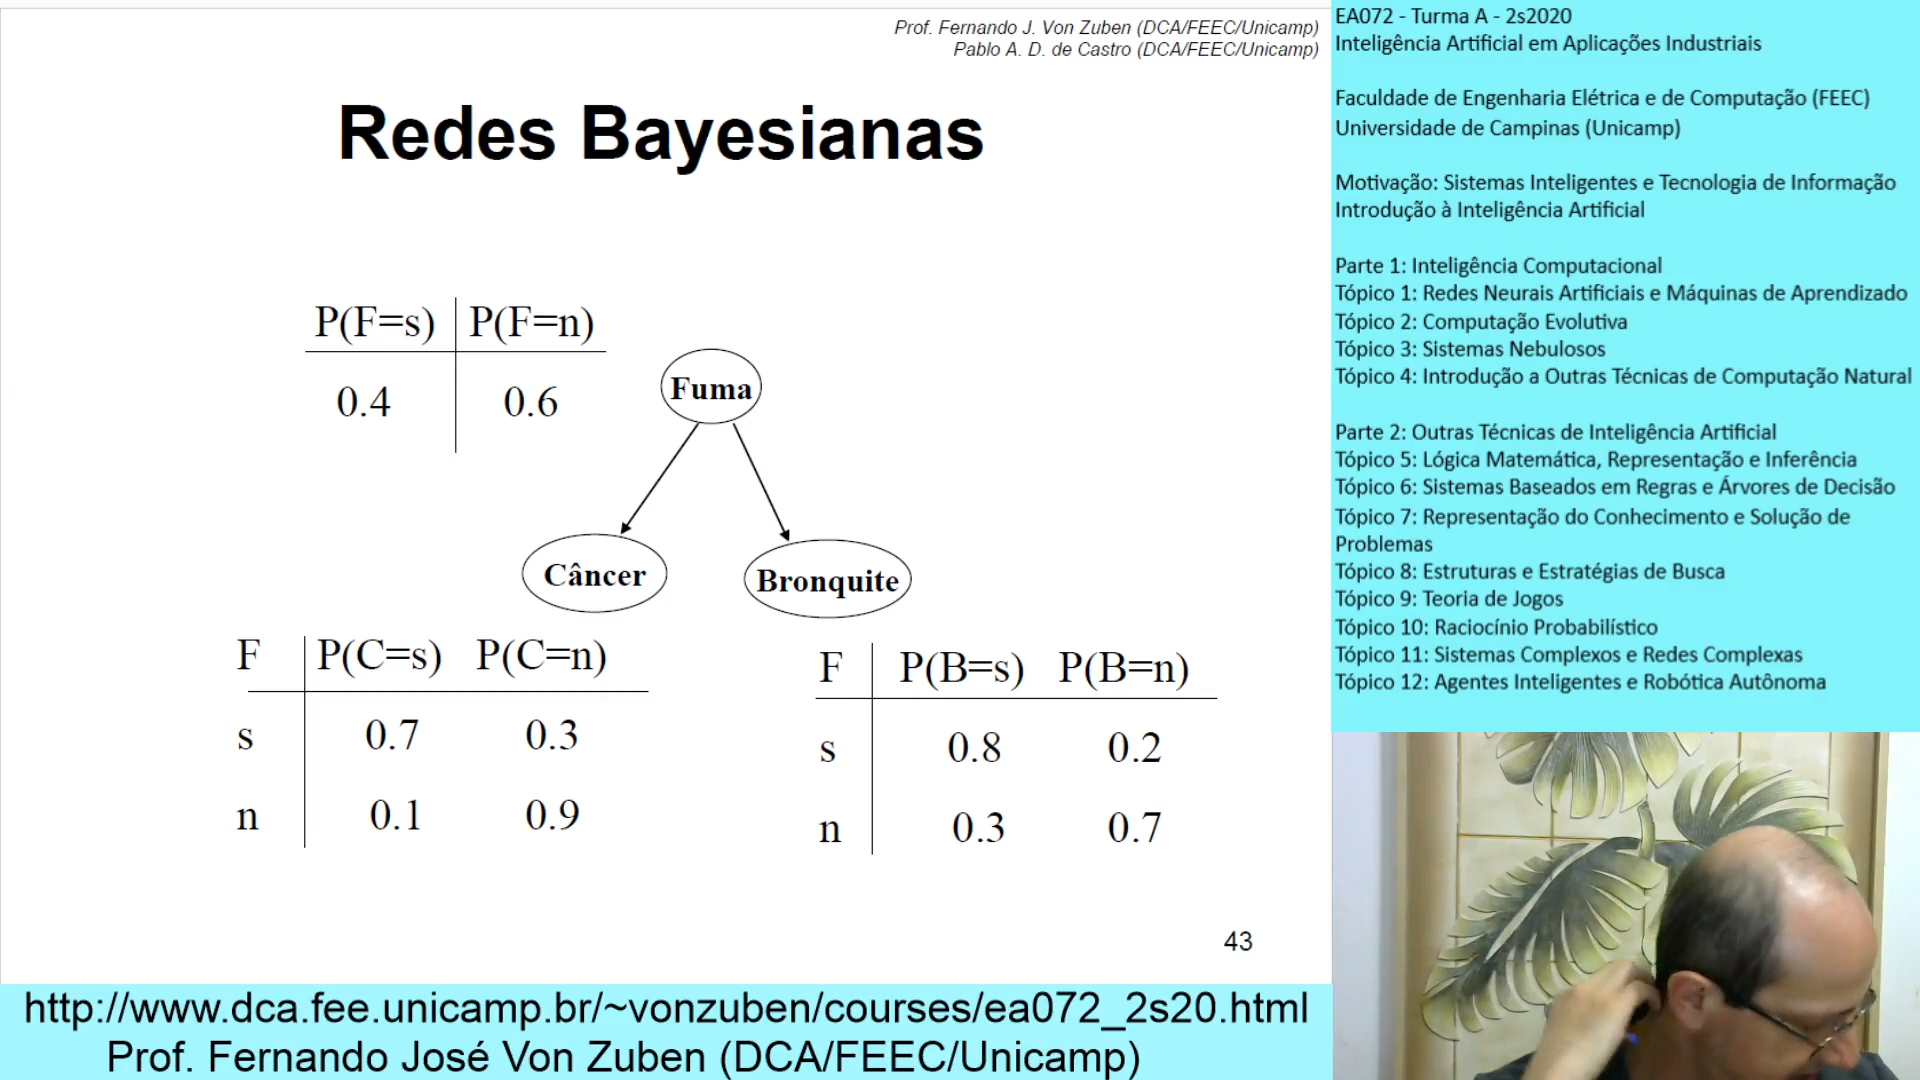 Prof. Fernando J. Von Zuben (DCA/FEEC/Unicamp)
Pablo A. D. de Castro (DCA/FEEC/Unicamp)
Redes Bayesianas
P(F=s) P(F=n)
0.4 0.6
Fuma
Câncer
Bronquite
F P(C=s) P(C=n)
s 0.7 0.3
n 0.1 0.9
F P(B=s) P(B=n)
s 0.8 0.2
n 0.3 0.7
43
EA072 - Turma A - 2s2020
Inteligência Artificial em Aplicações Industriais
Faculdade de Engenharia Elétrica e de Computação (FEEC)
Universidade de Campinas (Unicamp)
Motivação: Sistemas Inteligentes e Tecnologia de Informação
Introdução à Inteligência Artificial
Parte 1: Inteligência Computacional
Tópico 1: Redes Neurais Artificiais e Máquinas de Aprendizado
Tópico 2: Computação Evolutiva
Tópico 3: Sistemas Nebulosos
Tópico 4: Introdução a Outras Técnicas de Computação Natural
Parte 2: Outras Técnicas de Inteligência Artificial
Tópico 5: Lógica Matemática, Representação e Inferência
Tópico 6: Sistemas Baseados em Regras e Árvores de Decisão
Tópico 7: Representação do Conhecimento e Solução de
Problemas
Tópico 8: Estruturas e Estratégias de Busca
Tópico 9: Teoria de Jogos
Tópico 10: Raciocínio Probabilístico
Tópico 11: Sistemas Complexos e Redes Complexas
Tópico 12: Agentes Inteligentes e Robótica Autônoma
http://www.dca.fee.unicamp.br/~vonzuben/courses/ea072_2s20.html
Prof. Fernando José Von Zuben (DCA/FEEC/Unicamp)